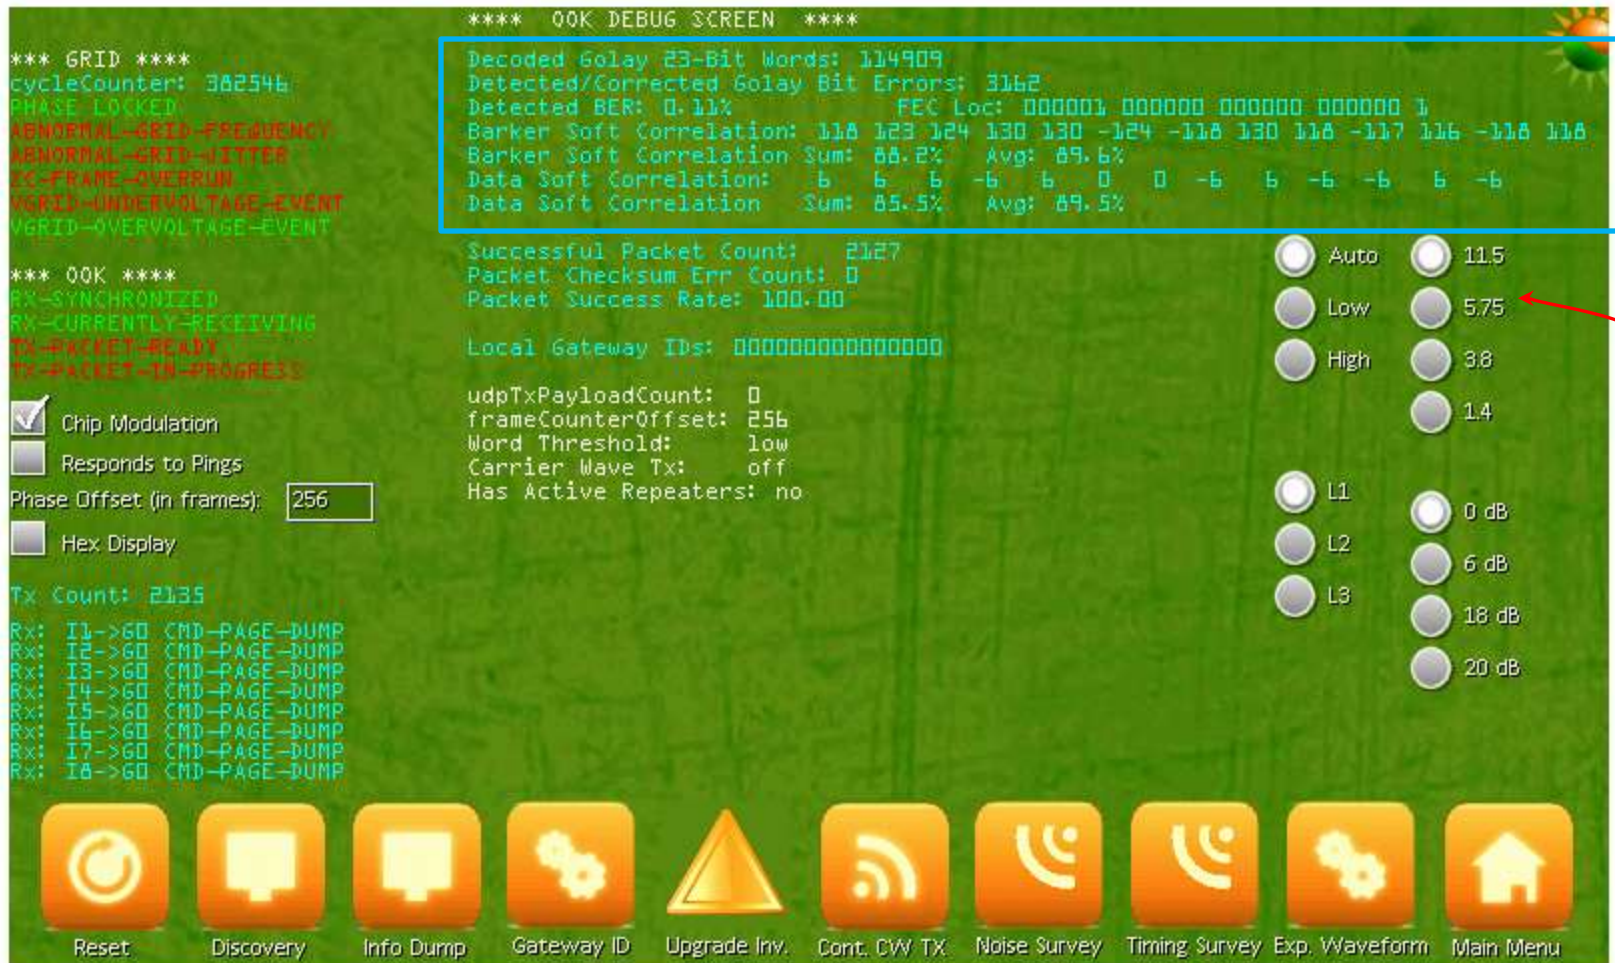 **** OOK DEBUG SCREEN ****
*** GRID ****
cycleCounter: 382546
PHASE LOCKED
ABNORMAL-GRID-FREQUENCY
ABNORMAL-GRID-JITTER
I2C-FRAME-OVERRUN
VGRID-UNDERVOLTAGE-EVENT
VGRID-OVERVOLTAGE-EVENT
*** OOK ****
RX-SYNCHRONIZED
RX-CURRENTLY-RECEIVING
TX-PACKET-READY
TX-PACKET-IN-PROGRESS
Chip Modulation
Responds to Pings
Phase Offset (in frames): 256
Hex Display
Tx Count: 2135
Rx: I1->G0 CMD-PAGE-DUMP
Rx: I2->G0 CMD-PAGE-DUMP
Rx: I3->G0 CMD-PAGE-DUMP
Rx: I4->G0 CMD-PAGE-DUMP
Rx: I5->G0 CMD-PAGE-DUMP
Rx: I6->G0 CMD-PAGE-DUMP
Rx: I7->G0 CMD-PAGE-DUMP
Rx: I8->G0 CMD-PAGE-DUMP
Decoded Golay 23-Bit Words: 114909
Detected/Corrected Golay Bit Errors: 3162
Detected BER: 0.11% FEC Loc: 000001 000000 000000 000000 1
Barker Soft Correlation: 118 123 124 130 130 -124 -118 130 118 -117 116 -118 118
Barker Soft Correlation Sum: 88.2% Avg: 89.6%
Data Soft Correlation: 6 6 6 -6 6 0 0 -6 6 -6 -6 6 -6
Data Soft Correlation Sum: 85.5% Avg: 89.5%
Successful Packet Count: 2127
Packet Checksum Err Count: 0
Packet Success Rate: 100.00
Local Gateway IDs: 000000000000000
udpTxPayloadCount: 0
frameCounterOffset: 256
Word Threshold: low
Carrier Wave Tx: off
Has Active Repeaters: no
Auto 11.5
Low 5.75
High 3.8
1.4
L1 0 dB
L2 6 dB
L3 18 dB
20 dB
Reset Discovery Info Dump Gateway ID Upgrade Inv. Cont. CW TX Noise Survey Timing Survey Exp. Waveform Main Menu